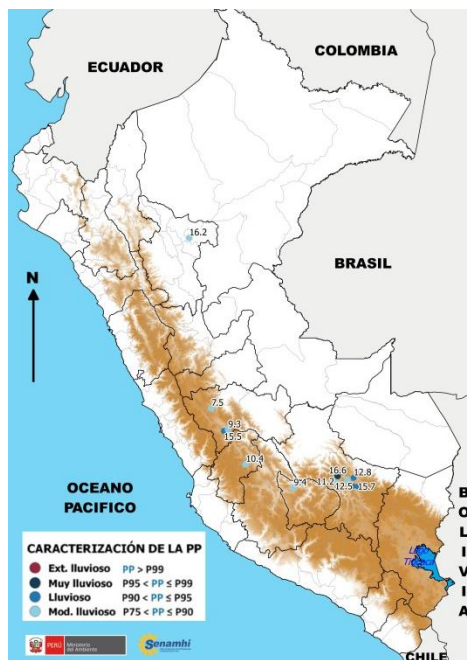 COLOMBIA
ECUADOR
16.2
BRASIL
N
7.5
9.3
15.5
10.4
9.4
11.2
16.6
12.8
12.5
15.7
OCEANO
PACIFICO
BOLIVIA
Lago
Titicaca
CHILE
CARACTERIZACIÓN DE LA PP
Ext. lluvioso PP > P99
Muy lluvioso P95 < PP ≤ P99
Lluvioso P90 < PP ≤ P95
Mod. lluvioso P75 < PP ≤ P90
PERÚ Ministerio
del Ambiente
Senamhi